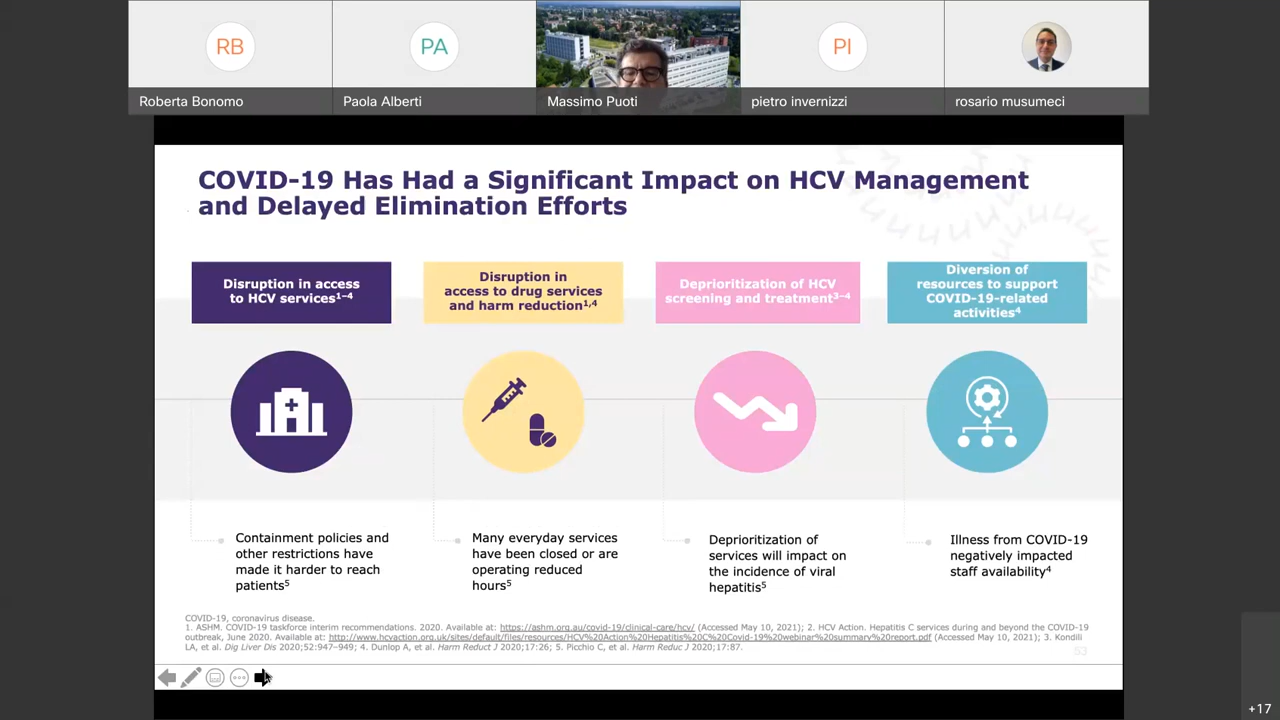 RB
PA
PI
Roberta Bonomo
Paola Alberti
Massimo Puoti
pietro invernizzi
rosario musumeci
COVID-19 Has Had a Significant Impact on HCV Management
and Delayed Elimination Efforts
Disruption in access
to HCV services1–4
Disruption in
access to drug services
and harm reduction1,4
Deprioritization of HCV
screening and treatment3–4
Diversion of
resources to support
COVID-19-related
activities4
Containment policies and
other restrictions have
made it harder to reach
patients5
Many everyday services
have been closed or are
operating reduced
hours5
Deprioritization of
services will impact on
the incidence of viral
hepatitis5
Illness from COVID-19
negatively impacted
staff availability4
COVID-19, coronavirus disease.
1. ASHM. COVID-19 taskforce interim recommendations. 2020. Available at: https://ashm.org.au/covid-19/clinical-care/hcv/ (Accessed May 10, 2021); 2. HCV Action. Hepatitis C services during and beyond the COVID-19
outbreak, June 2020. Available at: http://www.hcvaction.org.uk/sites/default/files/resources/HCV%20Action%20Hepatitis%20C%20Covid-19%20webinar%20summary%20report.pdf (Accessed May 10, 2021); 3. Kondili
LA, et al. Dig Liver Dis 2020;52:947–949; 4. Dunlop A, et al. Harm Reduct J 2020;17:26; 5. Picchio C, et al. Harm Reduc J 2020;17:87.
53
+17